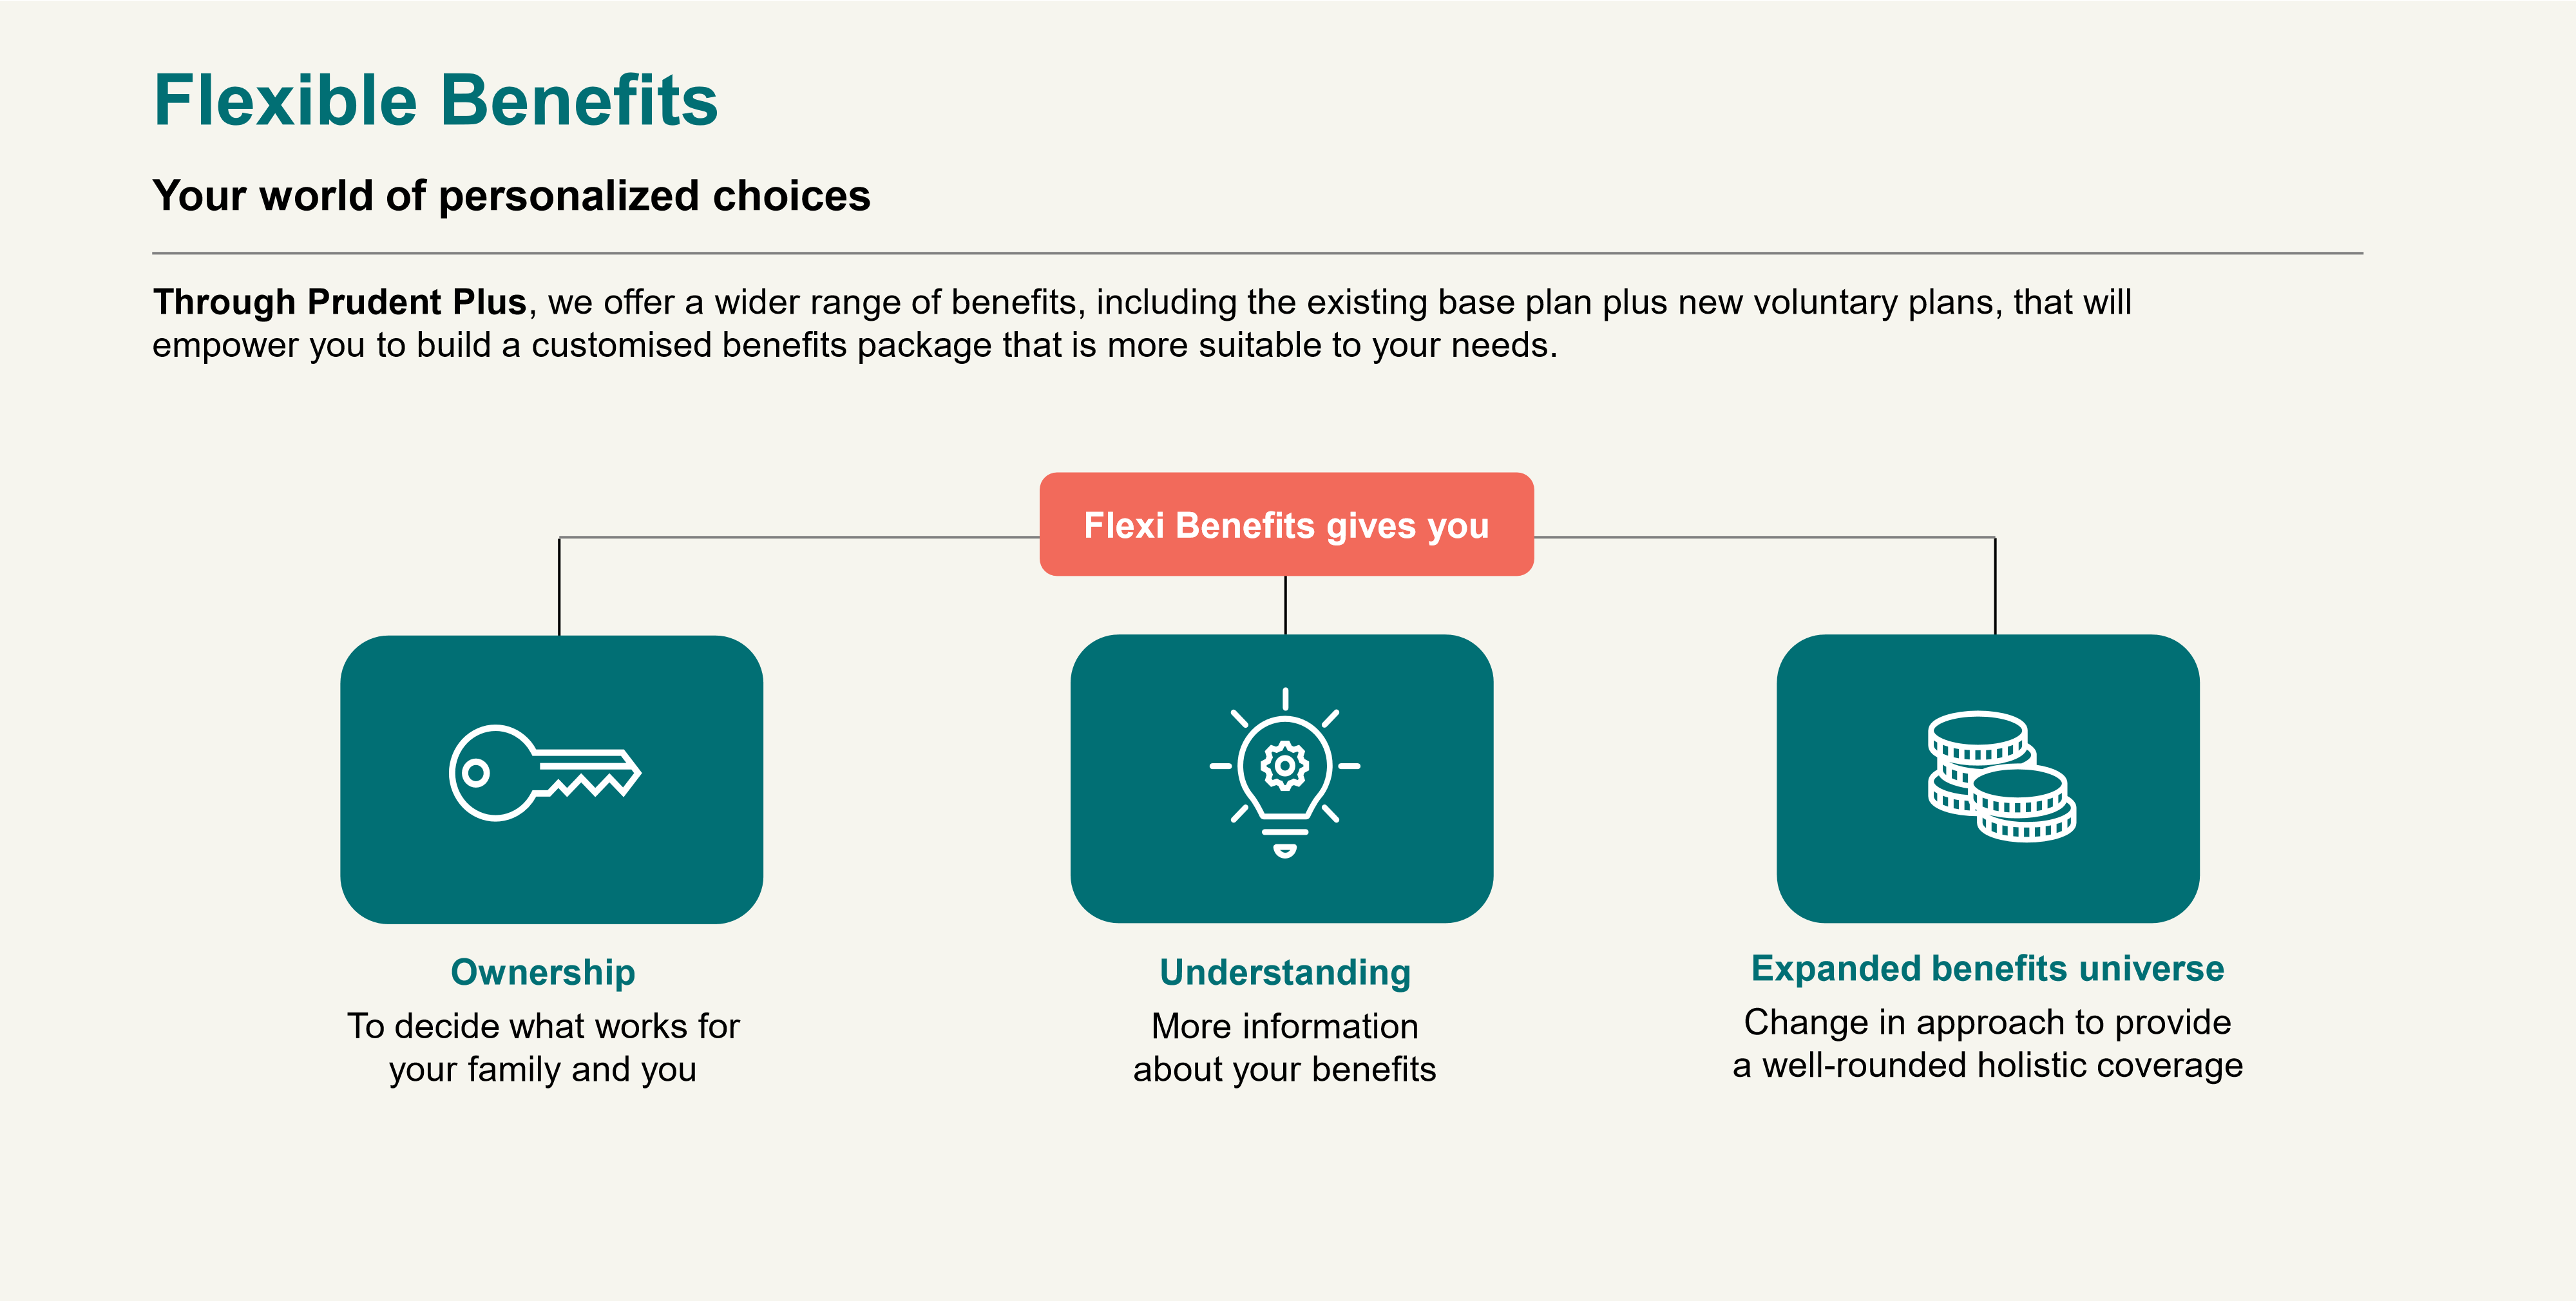 Flexible Benefits
Your world of personalized choices
Through Prudent Plus, we offer a wider range of benefits, including the existing base plan plus new voluntary plans, that will
empower you to build a customised benefits package that is more suitable to your needs.
Flexi Benefits gives you
Ownership
To decide what works for
your family and you
Understanding
More information
about your benefits
Expanded benefits universe
Change in approach to provide
a well-rounded holistic coverage